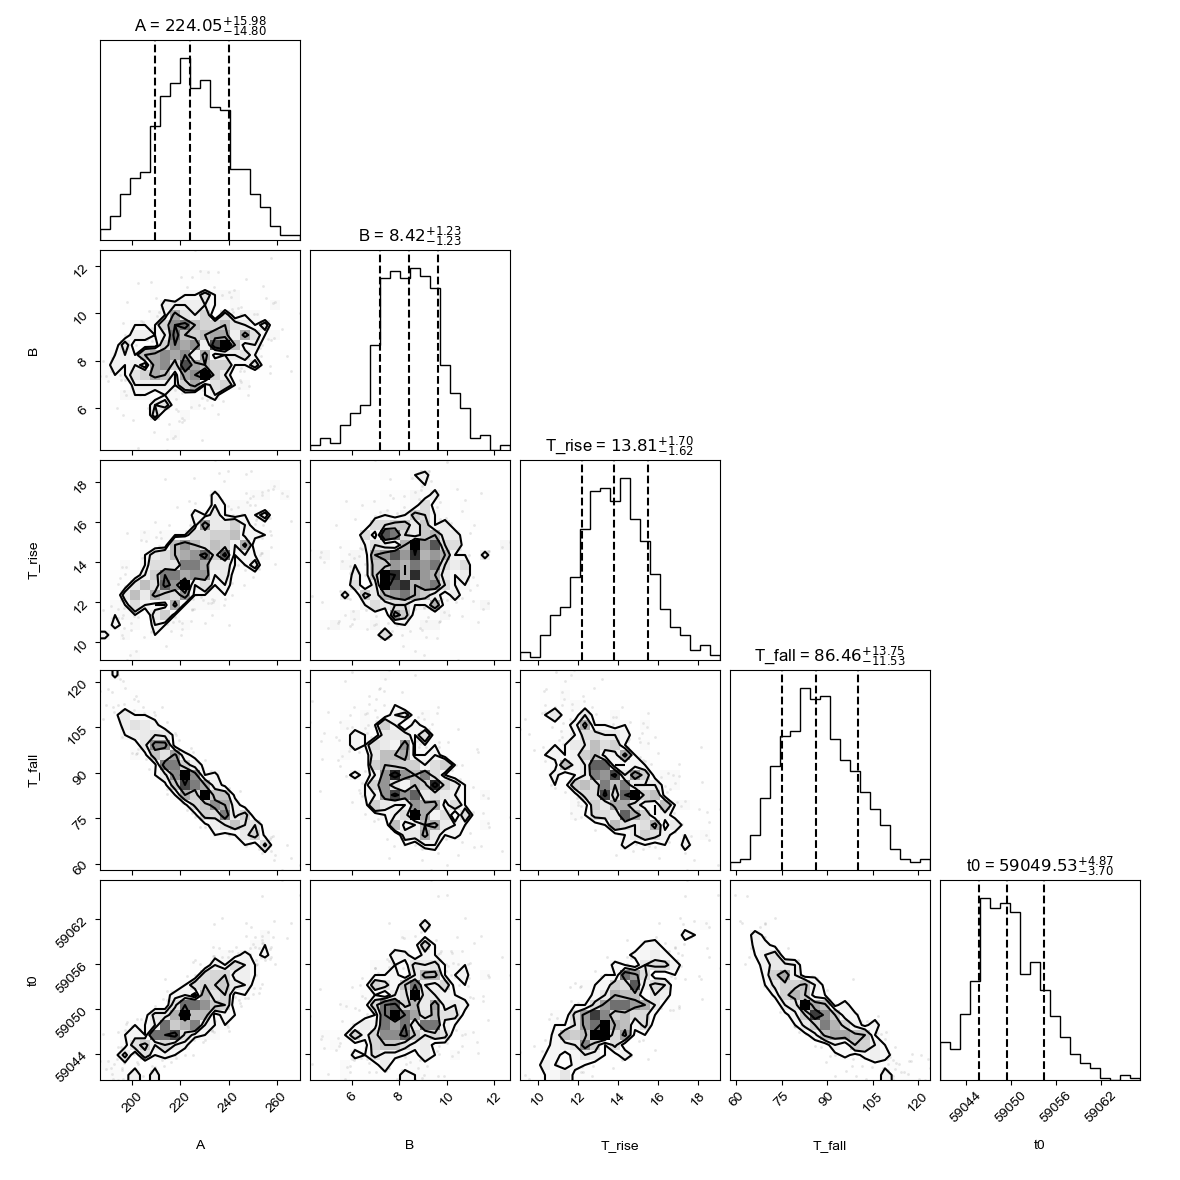 A = 224.05+15.98−14.80
B = 8.42+1.23−1.23
12
10
8
6
B
T_rise = 13.81+1.70−1.62
18
16
14
12
10
T_rise
T_fall = 86.46+13.75−11.53
120
105
90
75
60
T_fall
t0 = 59049.53+4.87−3.70
59062
59056
59050
59044
t0
200 220 240 260 6 8 10 12 10 12 14 16 18 60 75 90 105 120 59044 59050 59056 59062
A B T_rise T_fall t0